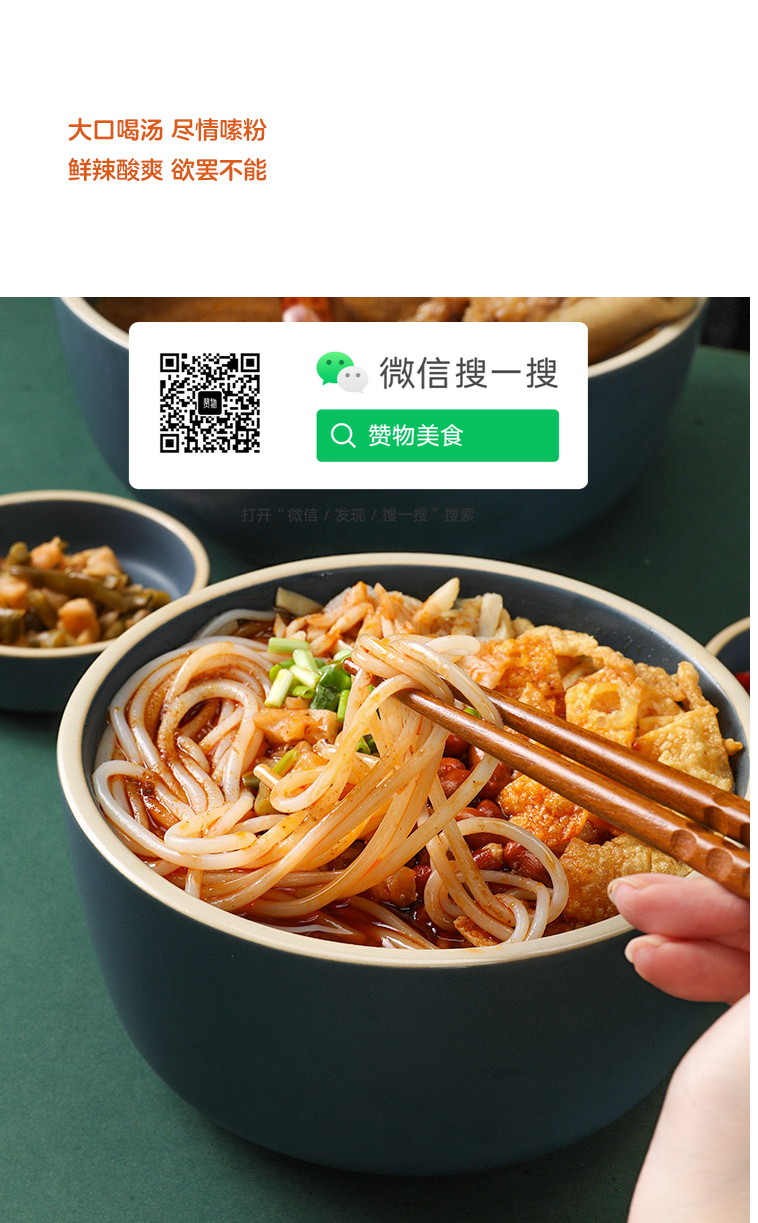 大口喝汤 尽情嗦粉
鲜辣酸爽 欲罢不能
赞物
微信搜一搜
赞物美食
打开“微信 / 发现 / 搜一搜”搜索